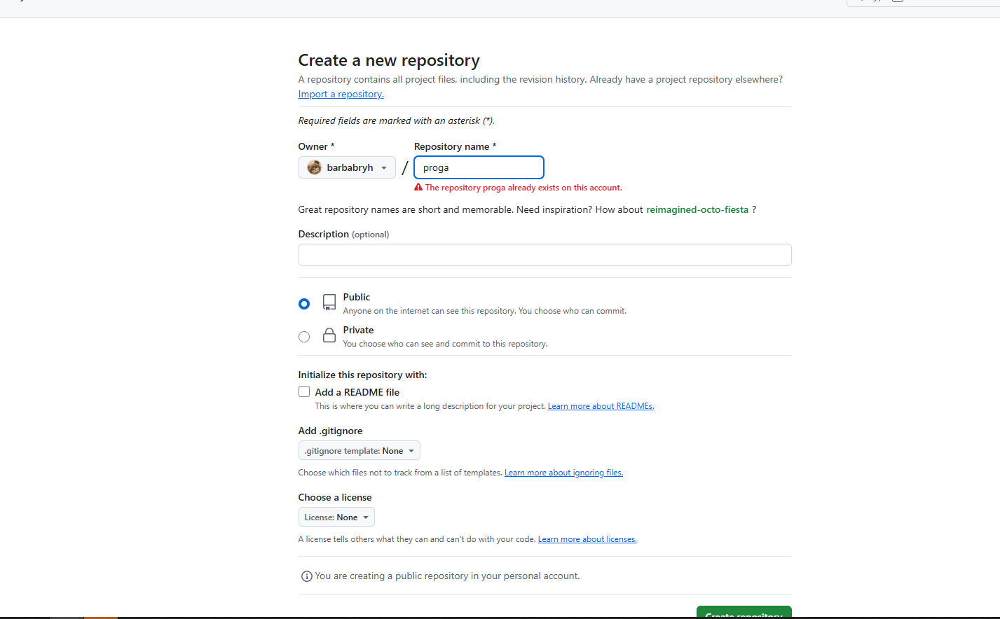 Create a new repository
A repository contains all project files, including the revision history. Already have a project repository elsewhere?
Import a repository.
Required fields are marked with an asterisk (*).
Owner *
Repository name *
barbabryh
/
proga
The repository proga already exists on this account.
Great repository names are short and memorable. Need inspiration? How about reimagined-octo-fiesta ?
Description (optional)
Public
Anyone on the internet can see this repository. You choose who can commit.
Private
You choose who can see and commit to this repository.
Initialize this repository with:
Add a README file
This is where you can write a long description for your project. Learn more about READMEs.
Add .gitignore
.gitignore template: None
Choose which files not to track from a list of templates. Learn more about ignoring files.
Choose a license
License: None
A license tells others what they can and can't do with your code. Learn more about licenses.
You are creating a public repository in your personal account.
Create repository